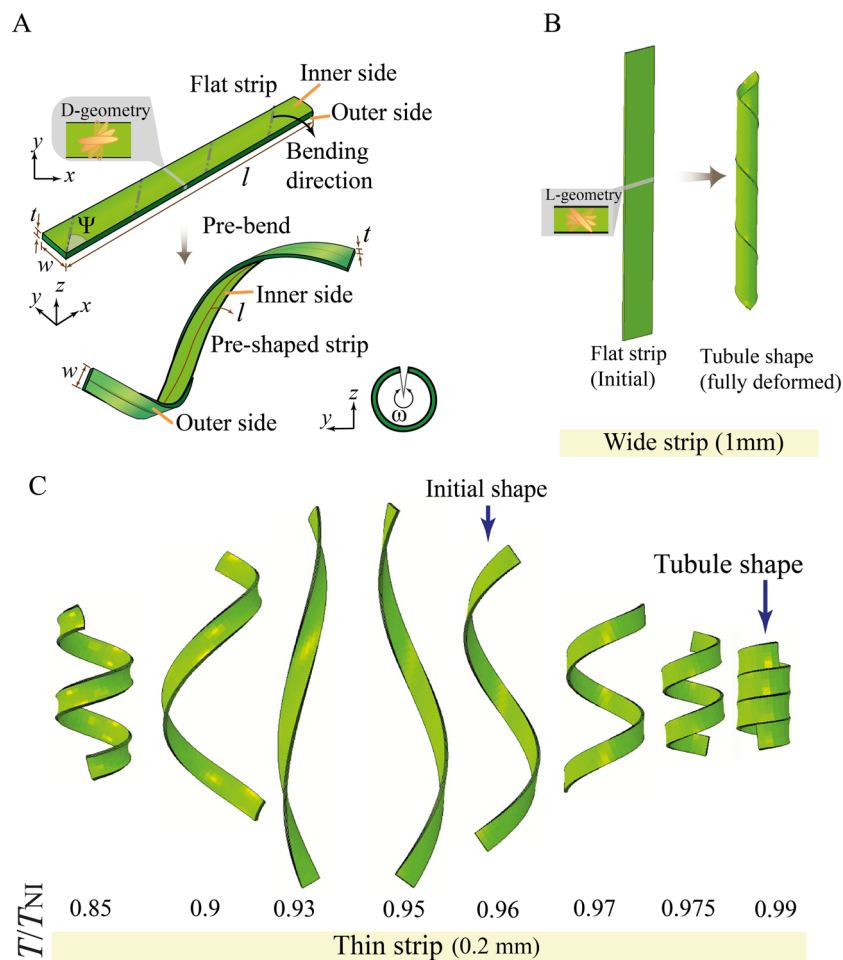 A
Inner side
Flat strip
Outer side
D-geometry
y
x
Bending
direction
l
t
Ψ
w
Pre-bend
t
z
y
x
Inner side
l
Pre-shaped strip
w
Outer side
z
y
ω
B
L-geometry
Flat strip
(Initial)
Tubule shape
(fully deformed)
Wide strip (1mm)
C
Initial shape
Tubule shape
T/TNI
0.85 0.9 0.93 0.95 0.96 0.97 0.975 0.99
Thin strip (0.2 mm)